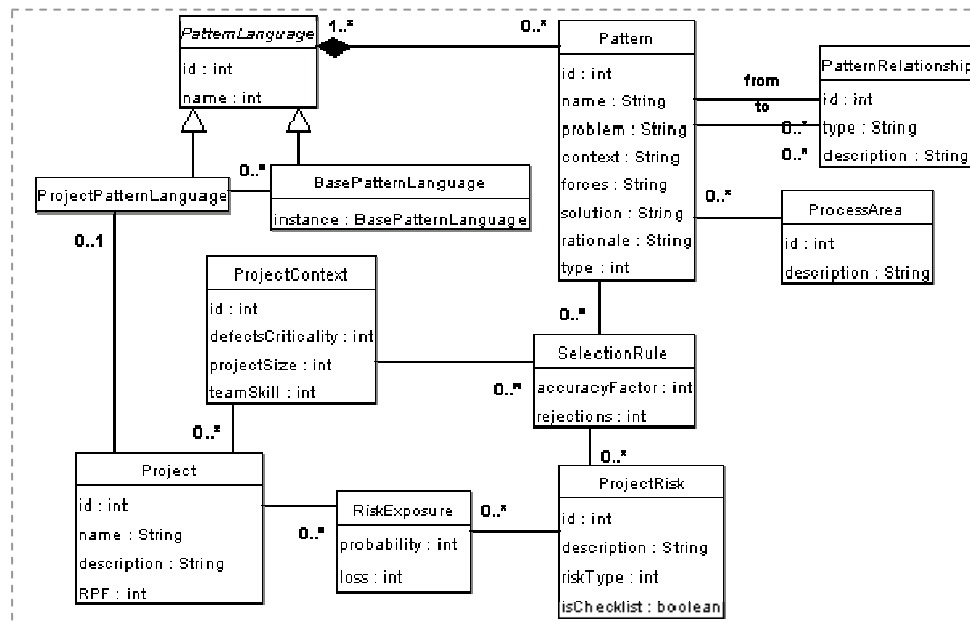 PatternLanguage
id : int
name : int
1..*
0..*
Pattern
id : int
name : String
problem : String
context : String
forces : String
solution : String
rationale : String
type : int
from
to
0..*
0..*
PatternRelationship
id : int
type : String
description : String
ProjectPatternLanguage
0..*
BasePatternLanguage
instance : BasePatternLanguage
0..*
ProcessArea
id : int
description : String
0..1
ProjectContext
id : int
defectsCriticality : int
projectSize : int
teamSkill : int
0..*
SelectionRule
accuracyFactor : int
rejections : int
0..*
0..*
0..*
Project
id : int
name : String
description : String
RPF : int
0..*
RiskExposure
probability : int
loss : int
0..*
ProjectRisk
id : int
description : String
riskType : int
isChecklist : boolean